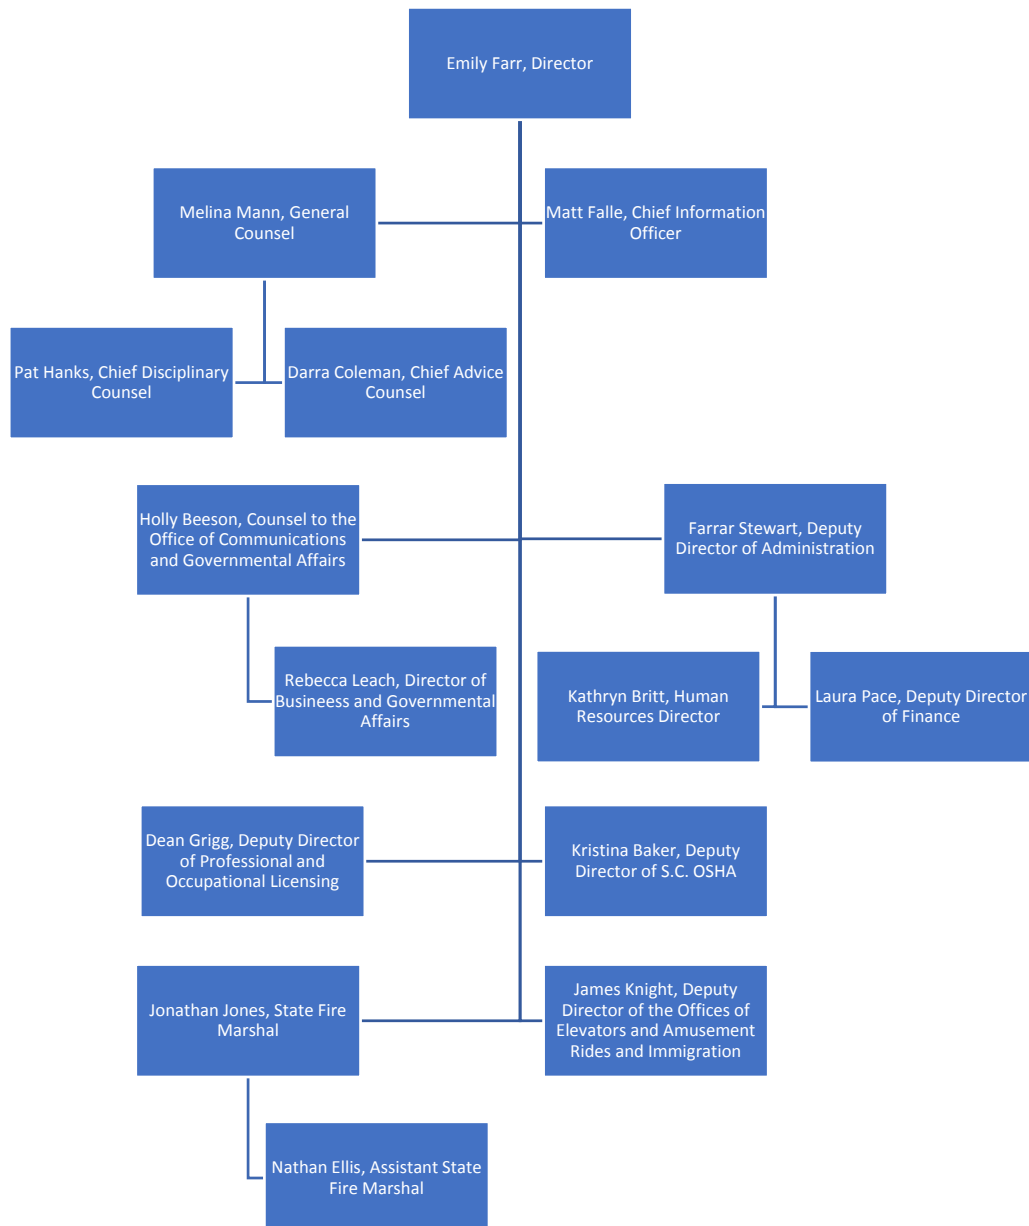 Emily Farr, Director
Melina Mann, General
Counsel
Matt Falle, Chief Information
Officer
Pat Hanks, Chief Disciplinary
Counsel
Darra Coleman, Chief Advice
Counsel
Holly Beeson, Counsel to the
Office of Communications
and Governmental Affairs
Farrar Stewart, Deputy
Director of Administration
Rebecca Leach, Director of
Busineess and Governmental
Affairs
Kathryn Britt, Human
Resources Director
Laura Pace, Deputy Director
of Finance
Dean Grigg, Deputy Director
of Professional and
Occupational Licensing
Kristina Baker, Deputy
Director of S.C. OSHA
Jonathan Jones, State Fire
Marshal
James Knight, Deputy
Director of the Offices of
Elevators and Amusement
Rides and Immigration
Nathan Ellis, Assistant State
Fire Marshal